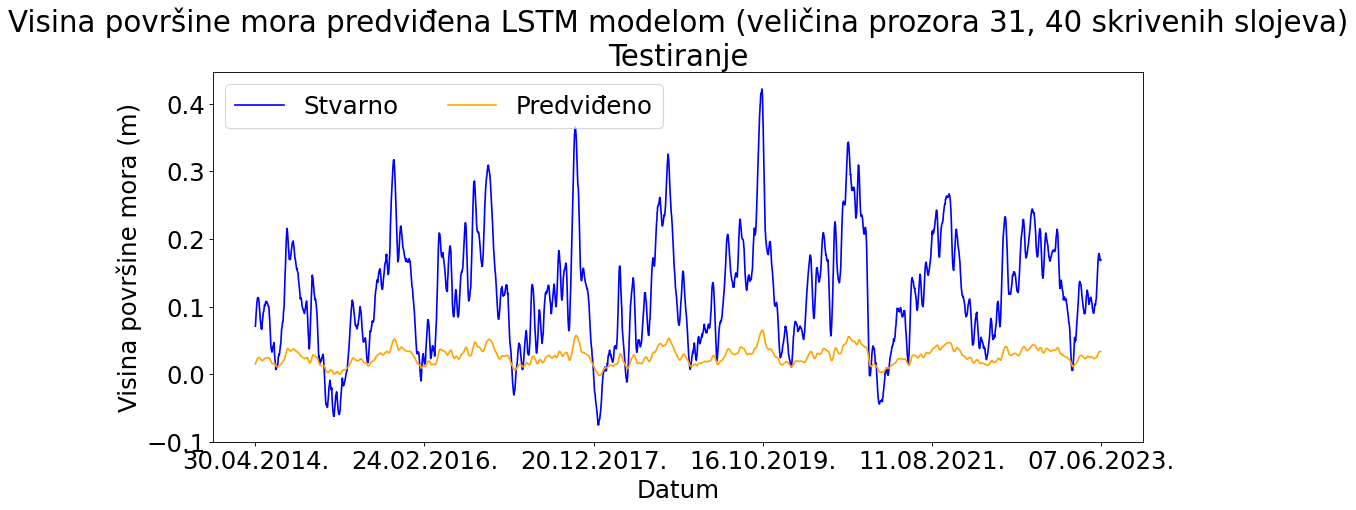 Visina površine mora predviđena LSTM modelom (veličina prozora 31, 40 skrivenih slojeva)
Testiranje
Stvarno Predviđeno
Visina površine mora (m)
0.4
0.3
0.2
0.1
0.0
−0.1
30.04.2014. 24.02.2016. 20.12.2017. 16.10.2019. 11.08.2021. 07.06.2023.
Datum